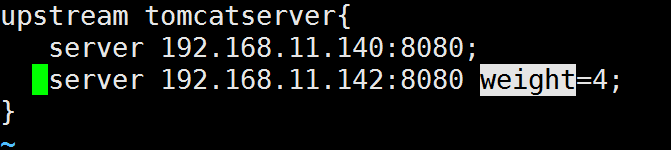 upstream tomcatserver{
server 192.168.11.140:8080;
server 192.168.11.142:8080 weight=4;
}
~